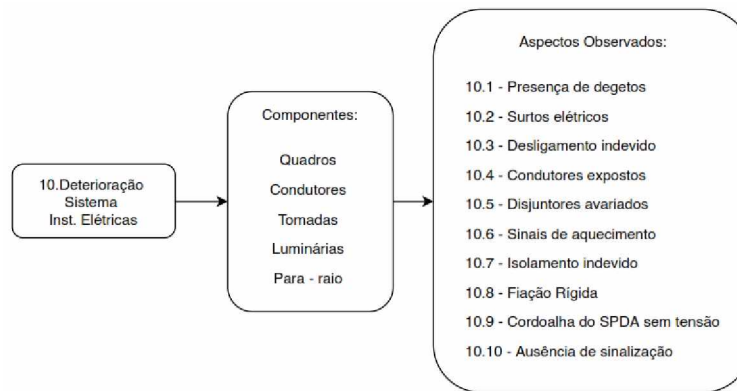 10.Deterioração
Sistema
Inst. Elétricas
Componentes:
Quadros
Condutores
Tomadas
Luminárias
Para - raio
Aspectos Observados:
10.1 - Presença de degetos
10.2 - Surtos elétricos
10.3 - Desligamento indevido
10.4 - Condutores expostos
10.5 - Disjuntores avariados
10.6 - Sinais de aquecimento
10.7 - Isolamento indevido
10.8 - Fiação Rígida
10.9 - Cordoalha do SPDA sem tensão
10.10 - Ausência de sinalização